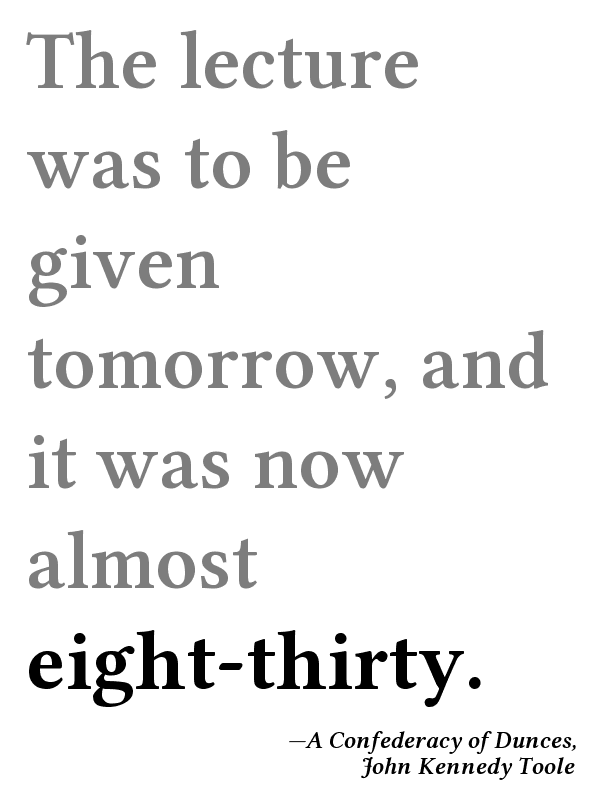 The lecture
was to be
given
tomorrow, and
it was now
almost
eight-thirty.
—A Confederacy of Dunces,
John Kennedy Toole